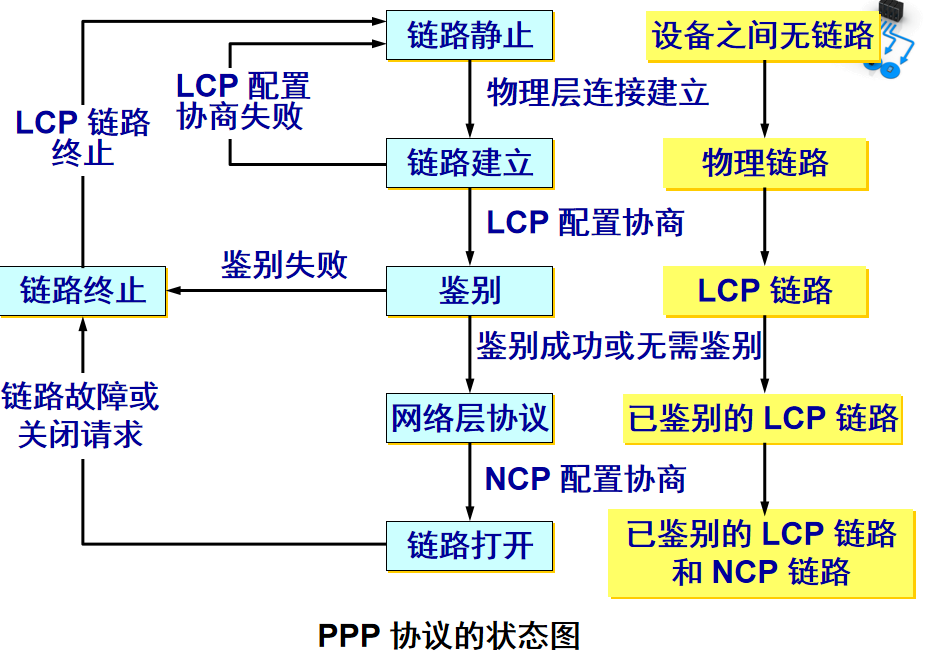 链路静止
设备之间无链路
LCP 配置
协商失败
物理层连接建立
LCP 链路
终止
链路建立
物理链路
LCP 配置协商
鉴别失败
链路终止
鉴别
LCP 链路
鉴别成功或无需鉴别
链路故障或
关闭请求
网络层协议
已鉴别的 LCP 链路
NCP 配置协商
链路打开
已鉴别的 LCP 链路
和 NCP 链路
PPP 协议的状态图